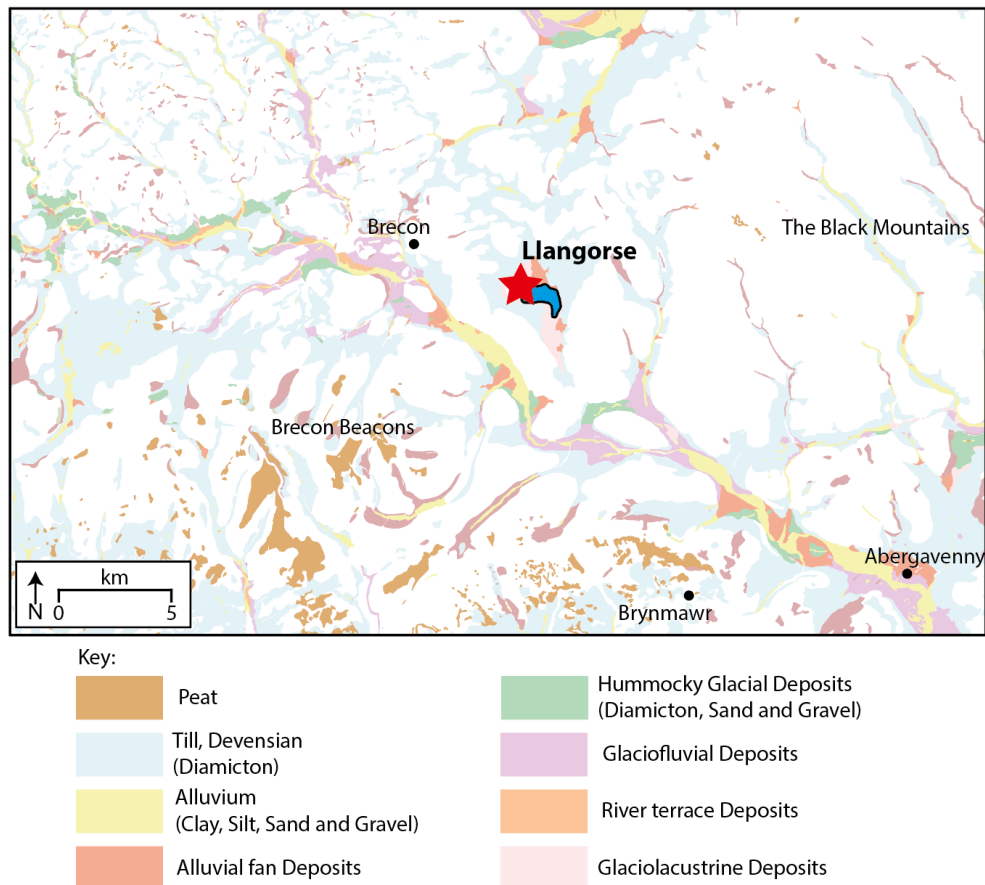 Brecon
The Black Mountains
Llangorse
Brecon Beacons
km
N
0
5
Abergavenny
Brynmawr
Key:
Peat
Till, Devensian
(Diamicton)
Alluvium
(Clay, Silt, Sand and Gravel)
Alluvial fan Deposits
Hummocky Glacial Deposits
(Diamicton, Sand and Gravel)
Glaciofluvial Deposits
River terrace Deposits
Glaciolacustrine Deposits